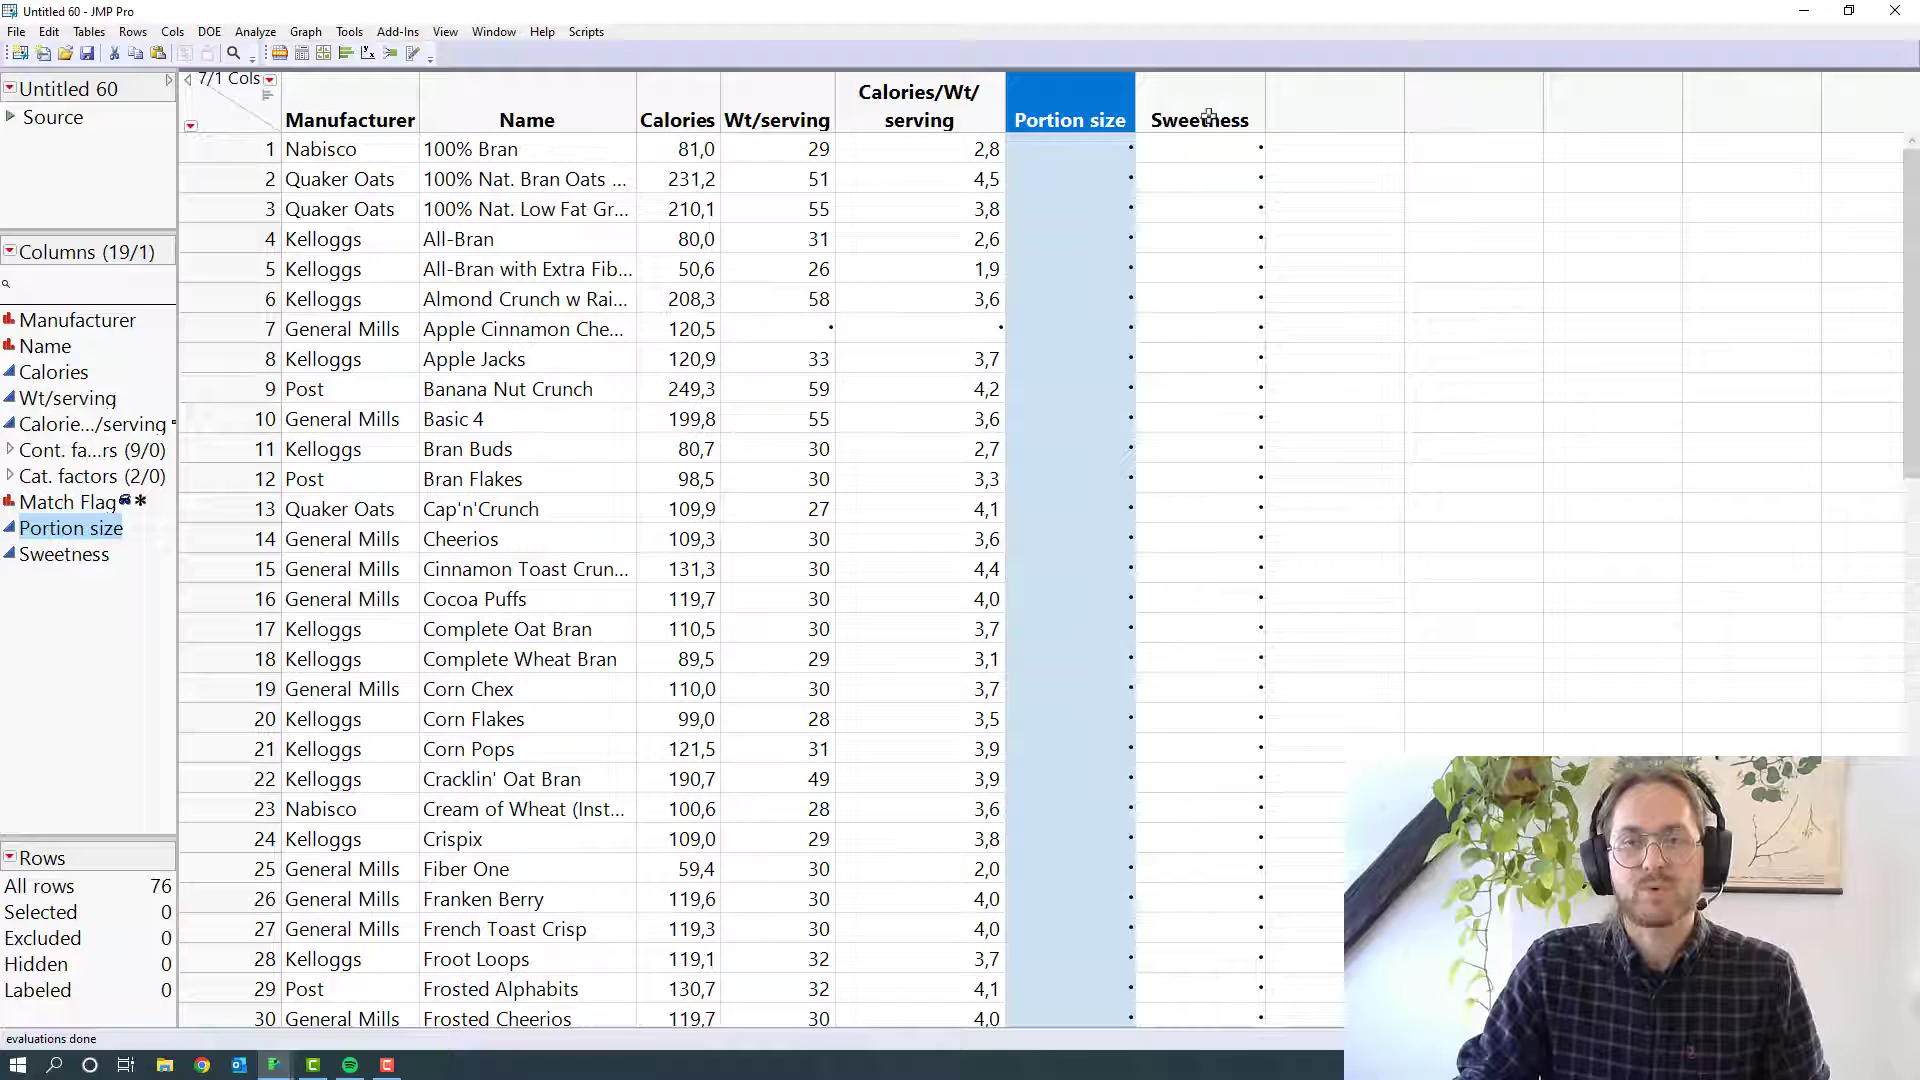 Untitled 60 - JMP Pro
File Edit Tables Rows Cols DOE Analyze Graph Tools Add-Ins View Window Help Scripts
Untitled 60
Source
Columns (19/1)
Manufacturer
Name
Calories
Wt/serving
Calorie.../serving
Cont. fa...rs (9/0)
Cat. factors (2/0)
Match Flag *
Portion size
Sweetness
Rows
All rows 76
Selected 0
Excluded 0
Hidden 0
Labeled 0
7/1 Cols
Manufacturer Name Calories Wt/serving Calories/Wt/ serving Portion size Sweetness
1 Nabisco 100% Bran 81,0 29 2,8 • •
2 Quaker Oats 100% Nat. Bran Oats ... 231,2 51 4,5 • •
3 Quaker Oats 100% Nat. Low Fat Gr... 210,1 55 3,8 • •
4 Kelloggs All-Bran 80,0 31 2,6 • •
5 Kelloggs All-Bran with Extra Fib... 50,6 26 1,9 • •
6 Kelloggs Almond Crunch w Rai... 208,3 58 3,6 • •
7 General Mills Apple Cinnamon Che... 120,5 • • • •
8 Kelloggs Apple Jacks 120,9 33 3,7 • •
9 Post Banana Nut Crunch 249,3 59 4,2 • •
10 General Mills Basic 4 199,8 55 3,6 • •
11 Kelloggs Bran Buds 80,7 30 2,7 • •
12 Post Bran Flakes 98,5 30 3,3 • •
13 Quaker Oats Cap'n'Crunch 109,9 27 4,1 • •
14 General Mills Cheerios 109,3 30 3,6 • •
15 General Mills Cinnamon Toast Crun... 131,3 30 4,4 • •
16 General Mills Cocoa Puffs 119,7 30 4,0 • •
17 Kelloggs Complete Oat Bran 110,5 30 3,7 • •
18 Kelloggs Complete Wheat Bran 89,5 29 3,1 • •
19 General Mills Corn Chex 110,0 30 3,7 • •
20 Kelloggs Corn Flakes 99,0 28 3,5 • •
21 Kelloggs Corn Pops 121,5 31 3,9 • •
22 Kelloggs Cracklin' Oat Bran 190,7 49 3,9 • •
23 Nabisco Cream of Wheat (Inst... 100,6 28 3,6 • •
24 Kelloggs Crispix 109,0 29 3,8 • •
25 General Mills Fiber One 59,4 30 2,0 • •
26 General Mills Franken Berry 119,6 30 4,0 • •
27 General Mills French Toast Crisp 119,3 30 4,0 • •
28 Kelloggs Froot Loops 119,1 32 3,7 • •
29 Post Frosted Alphabits 130,7 32 4,1 • •
30 General Mills Frosted Cheerios 119,7 30 4,0 • •
evaluations done